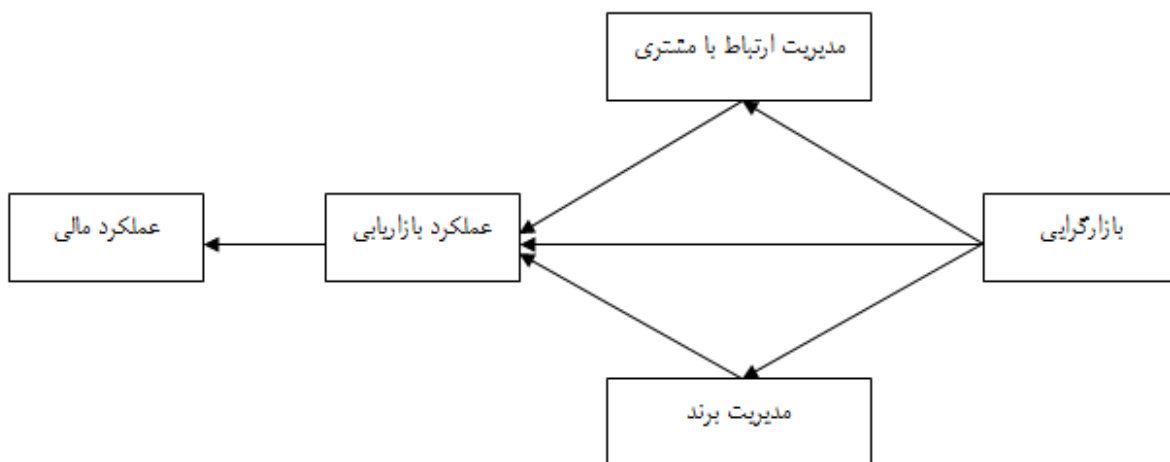 مدیریت ارتباط با مشتری
بازارگرایی
عملکرد بازاریابی
عملکرد مالی
مدیریت برند